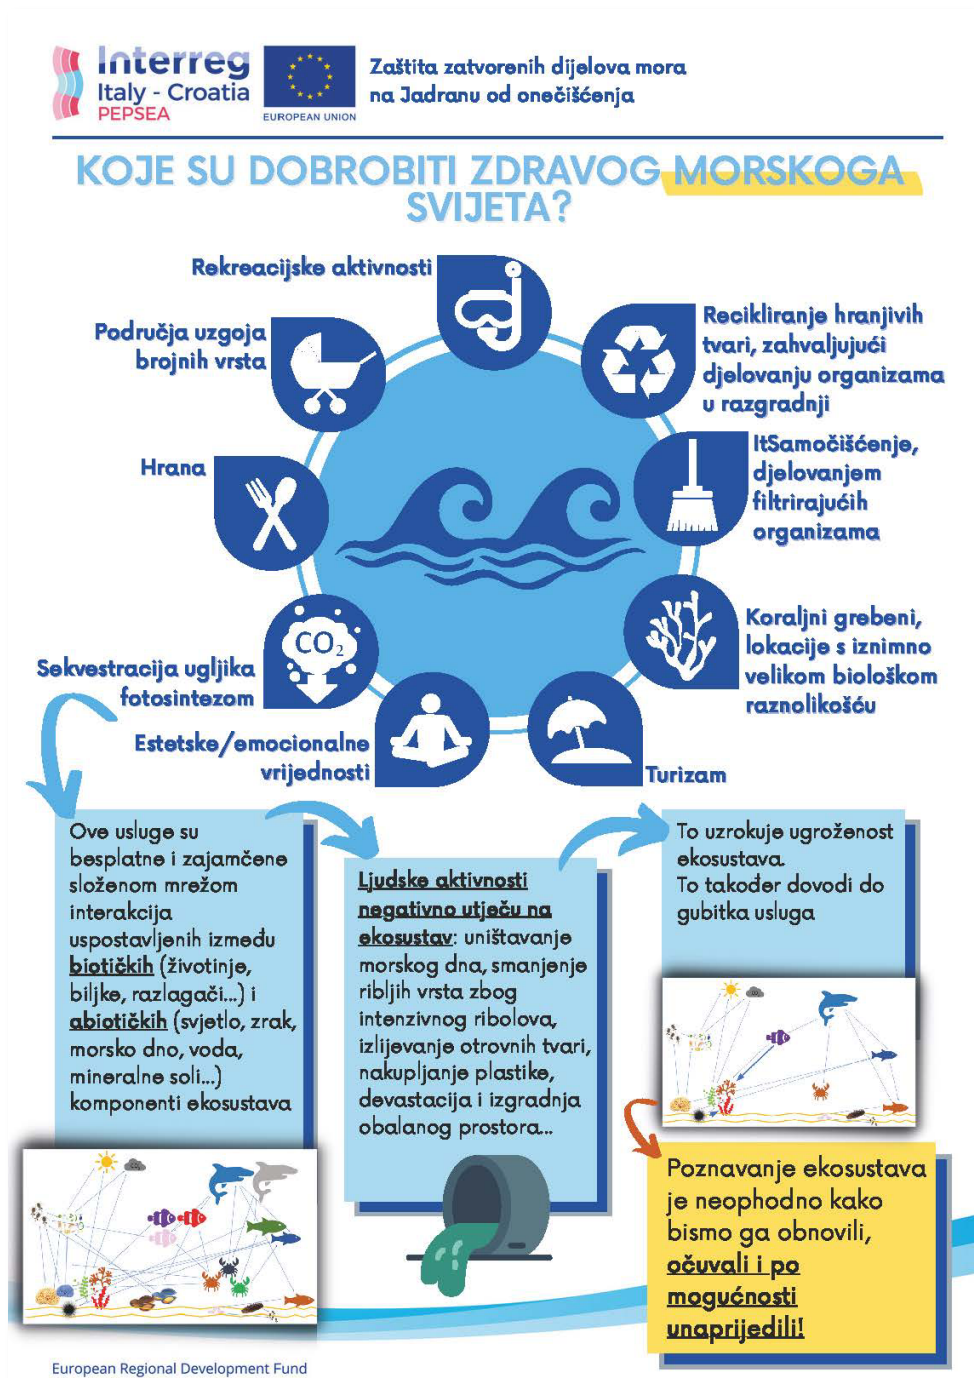 Interreg
Italy - Croatia
PEPSEA
EUROPEAN UNION
Zaštita zatvorenih dijelova mora
na Jadranu od onečišćenja
KOJE SU DOBROBITI ZDRAVOG MORSKOGA
SVIJETA?
Rekreacijske aktivnosti
Područja uzgoja
brojnih vrsta
Recikliranje hranjivih
tvari, zahvaljujući
djelovanju organizama
u razgradnji
Hrana
ItSamočišćenje,
djelovanjem
filtrirajućih
organizama
CO₂
Sekvestracija ugljika
fotosintezom
Koraljni grebeni,
lokacije s iznimno
velikom biološkom
raznolikošću
Estetske/emocionalne
vrijednosti
Turizam
Ove usluge su
besplatne i zajamčene
složenom mrežom
interakcija
uspostavljenih između
biotičkih (životinje,
biljke, razlagači...) i
abiotičkih (svjetlo, zrak,
morsko dno, voda,
mineralne soli...)
komponenti ekosustava
Ljudske aktivnosti
negativno utječu na
ekosustav: uništavanje
morskog dna, smanjenje
ribljih vrsta zbog
intenzivnog ribolova,
izlijevanje otrovnih tvari,
nakupljanje plastike,
devastacija i izgradnja
obalanog prostora...
To uzrokuje ugroženost
ekosustava.
To također dovodi do
gubitka usluga
Poznavanje ekosustava
je neophodno kako
bismo ga obnovili,
očuvali i po
mogućnosti
unaprijedili!
European Regional Development Fund